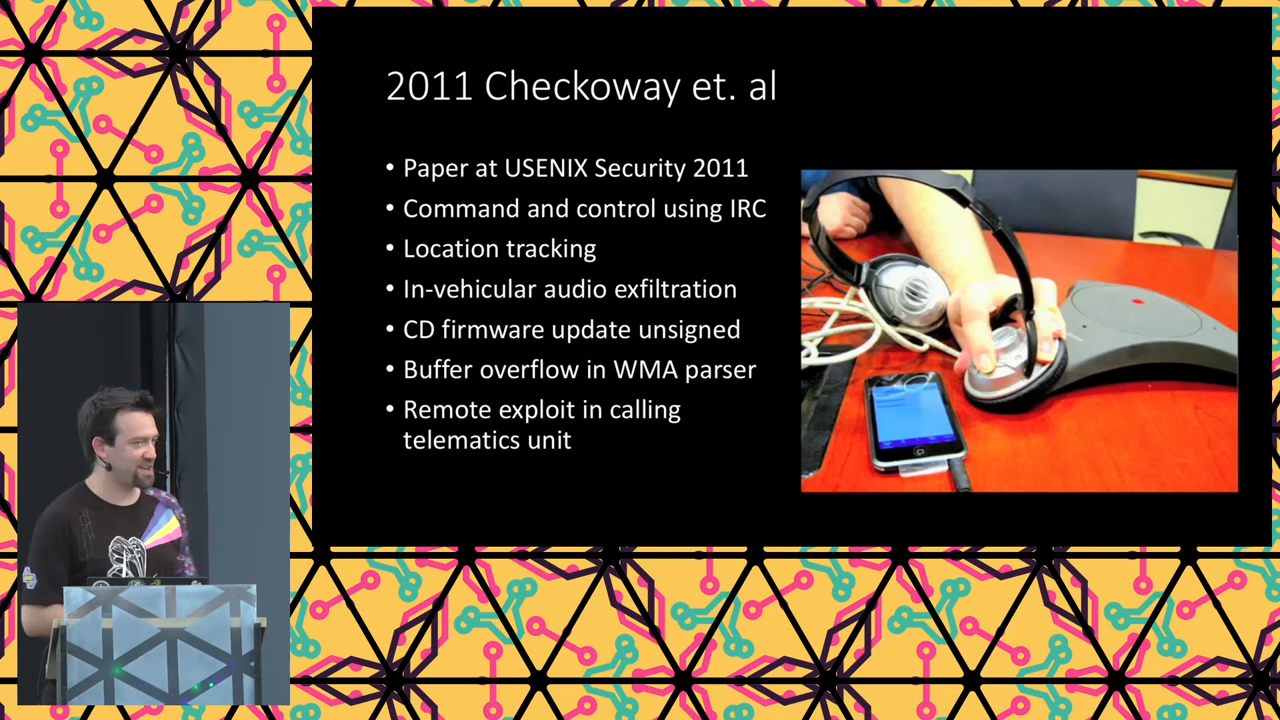 2011 Checkoway et. al
• Paper at USENIX Security 2011
• Command and control using IRC
• Location tracking
• In-vehicular audio exfiltration
• CD firmware update unsigned
• Buffer overflow in WMA parser
• Remote exploit in calling
telematics unit